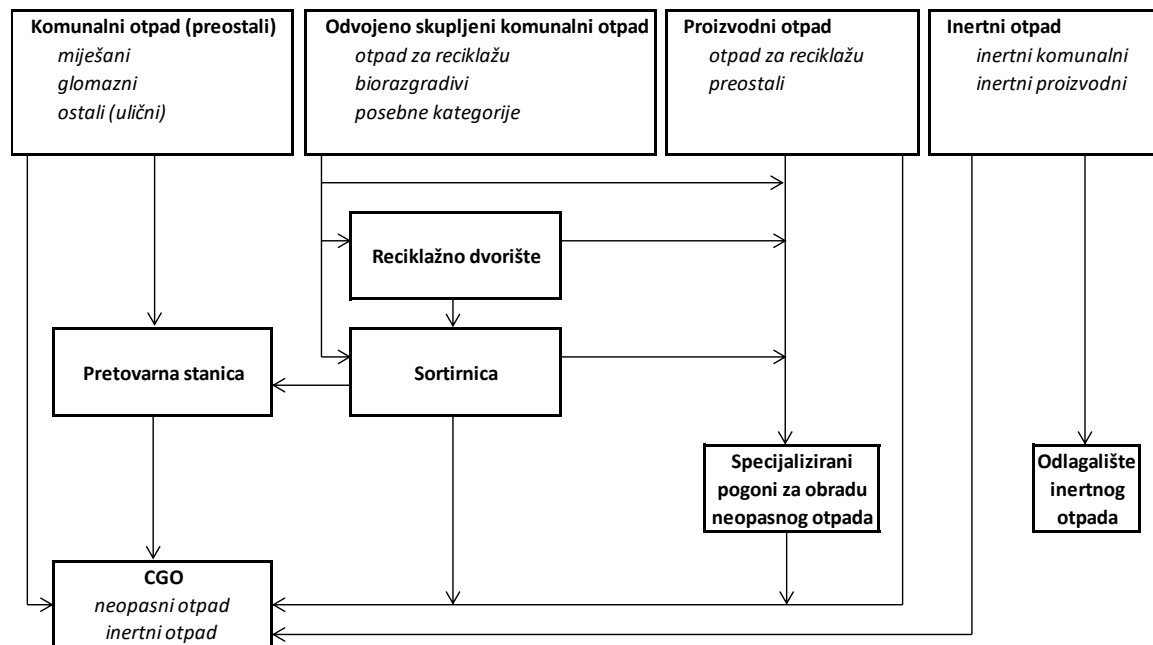 Komunalni otpad (preostali)
miješani
glomazni
ostali (ulični)
Odvojeno skupljeni komunalni otpad
otpad za reciklažu
biorazgradivi
posebne kategorije
Proizvodni otpad
otpad za reciklažu
preostali
Inertni otpad
inertni komunalni
inertni proizvodni
Reciklažno dvorište
Pretovarna stanica
Sortirnica
Specijalizirani
pogoni za obradu
neopasnog otpada
Odlagalište
inertnog
otpada
CGO
neopasni otpad
inertni otpad